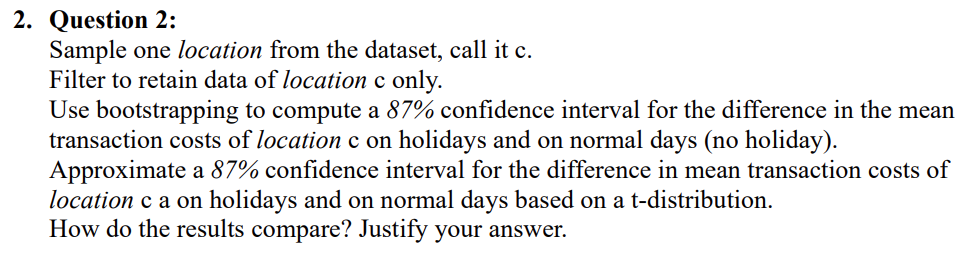 2. Question 2:
Sample one location from the dataset, call it c.
Filter to retain data of location c only.
Use bootstrapping to compute a 87% confidence interval for the difference in the mean
transaction costs of location c on holidays and on normal days (no holiday).
Approximate a 87% confidence interval for the difference in mean transaction costs of
location c a on holidays and on normal days based on a t-distribution.
How do the results compare? Justify your answer.